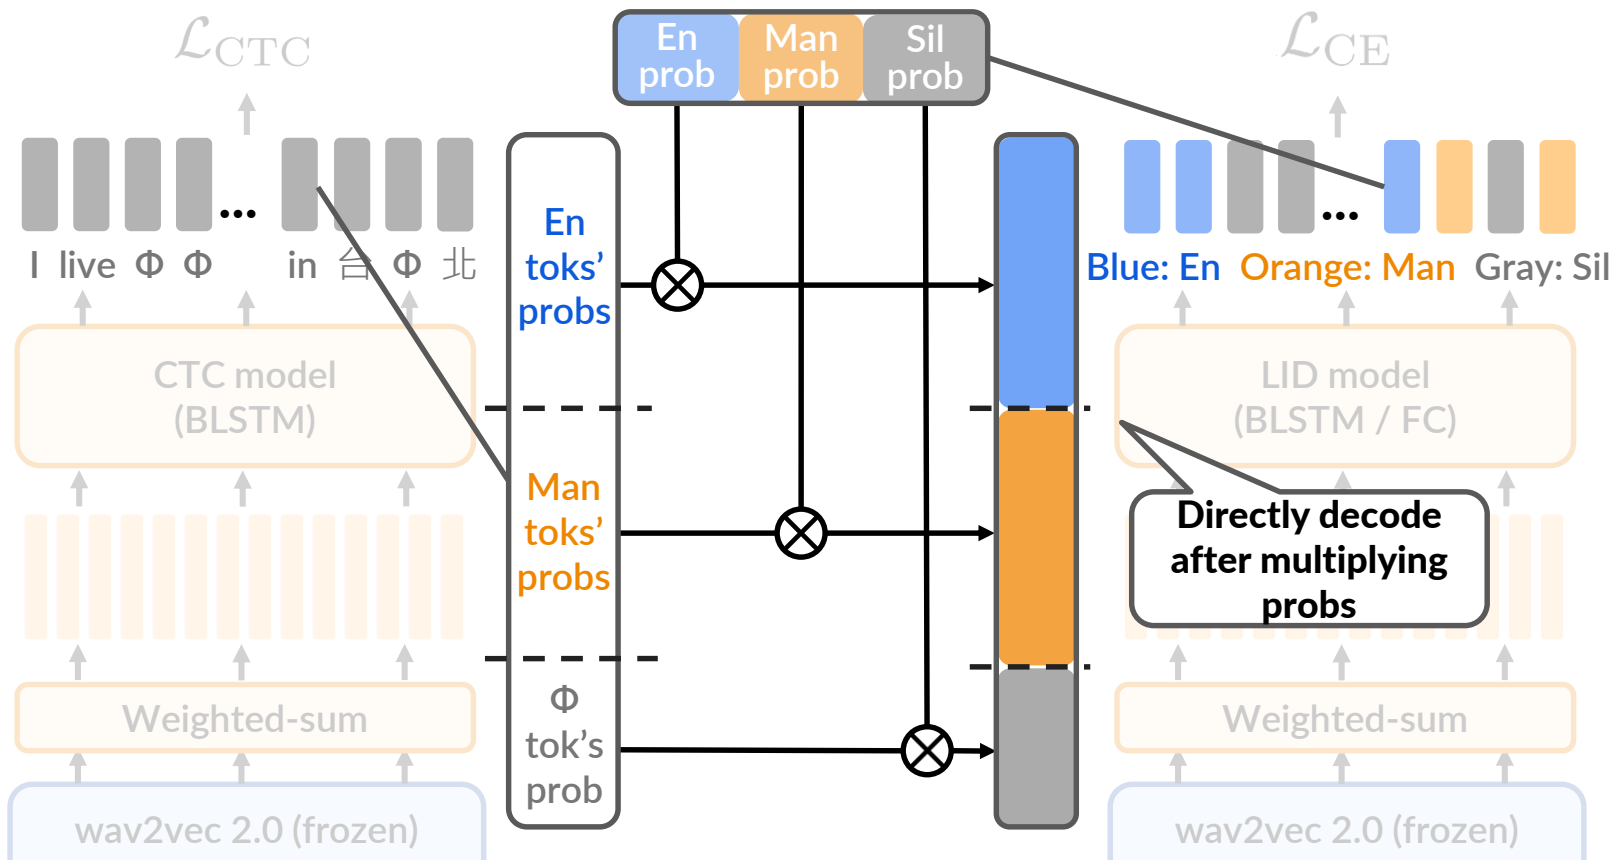 ℒCTC
En
prob
Man
prob
Sil
prob
ℒCE
I live Φ Φ ... in 台 Φ 北
En
toks'
probs
...
Blue: En Orange: Man Gray: Sil
CTC model
(BLSTM)
LID model
(BLSTM / FC)
Man
toks'
probs
Directly decode
after multiplying
probs
Φ
tok's
prob
Weighted-sum
Weighted-sum
wav2vec 2.0 (frozen)
wav2vec 2.0 (frozen)